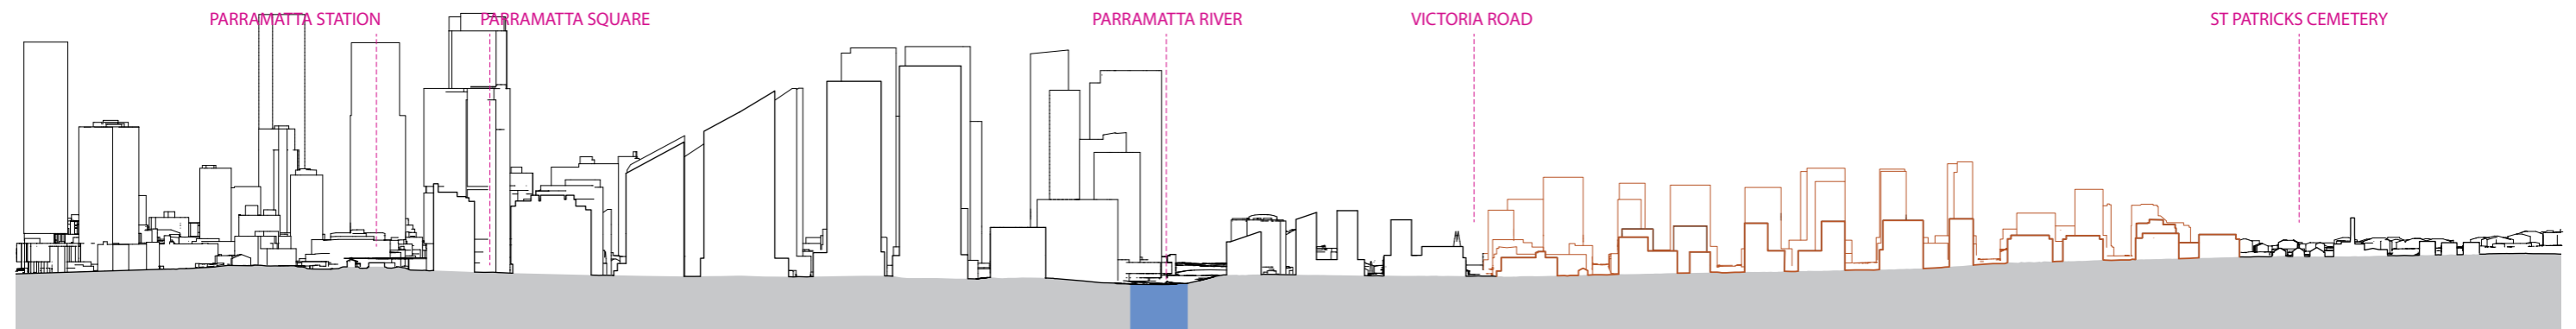 PARRAMATTA STATION
PARRAMATTA SQUARE
PARRAMATTA RIVER
VICTORIA ROAD
ST PATRICKS CEMETERY